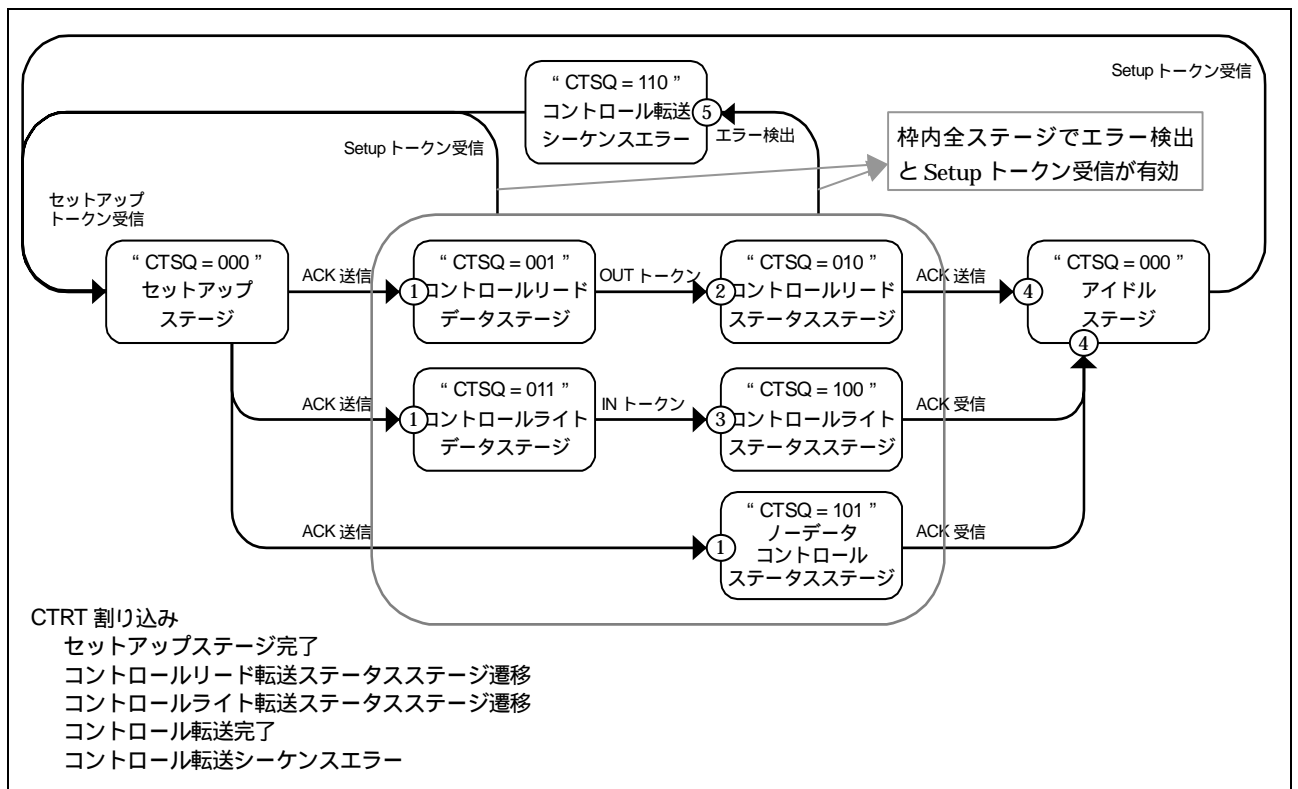 Setup トークン受信
“ CTSQ = 110 ”
コントロール転送
シーケンスエラー
⑤
エラー検出
Setup トークン受信
枠内全ステージでエラー検出
と Setup トークン受信が有効
セットアップ
トークン受信
“ CTSQ = 000 ”
セットアップ
ステージ
ACK 送信
①
“ CTSQ = 001 ”
コントロールリード
データステージ
OUT トークン
②
“ CTSQ = 010 ”
コントロールリード
ステータスステージ
ACK 送信
④
“ CTSQ = 000 ”
アイドル
ステージ
④
ACK 送信
①
“ CTSQ = 011 ”
コントロールライト
データステージ
IN トークン
③
“ CTSQ = 100 ”
コントロールライト
ステータスステージ
ACK 受信
ACK 送信
①
“ CTSQ = 101 ”
ノーデータ
コントロール
ステータスステージ
ACK 受信
CTRT 割り込み
セットアップステージ完了
コントロールリード転送ステータスステージ遷移
コントロールライト転送ステータスステージ遷移
コントロール転送完了
コントロール転送シーケンスエラー